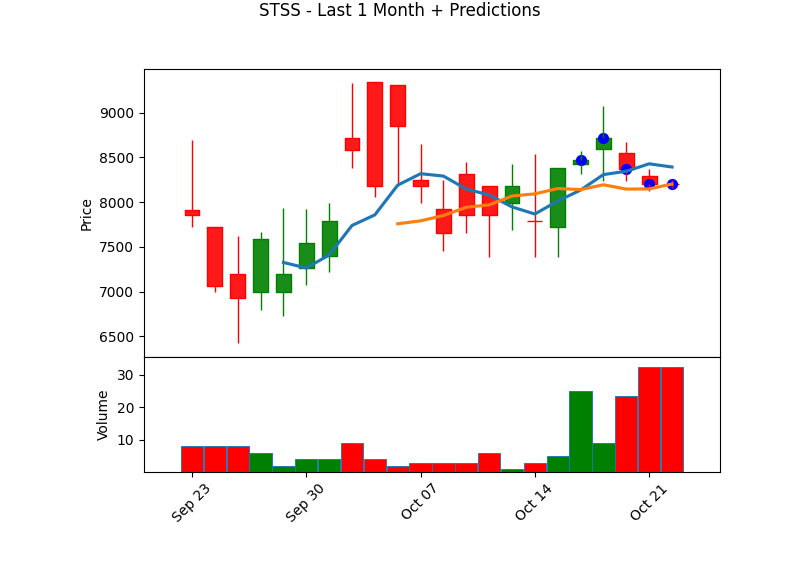 STSS - Last 1 Month + Predictions
9000
8500
8000
7500
7000
6500
Price
30
20
10
Volume
Sep 23
Sep 30
Oct 07
Oct 14
Oct 21